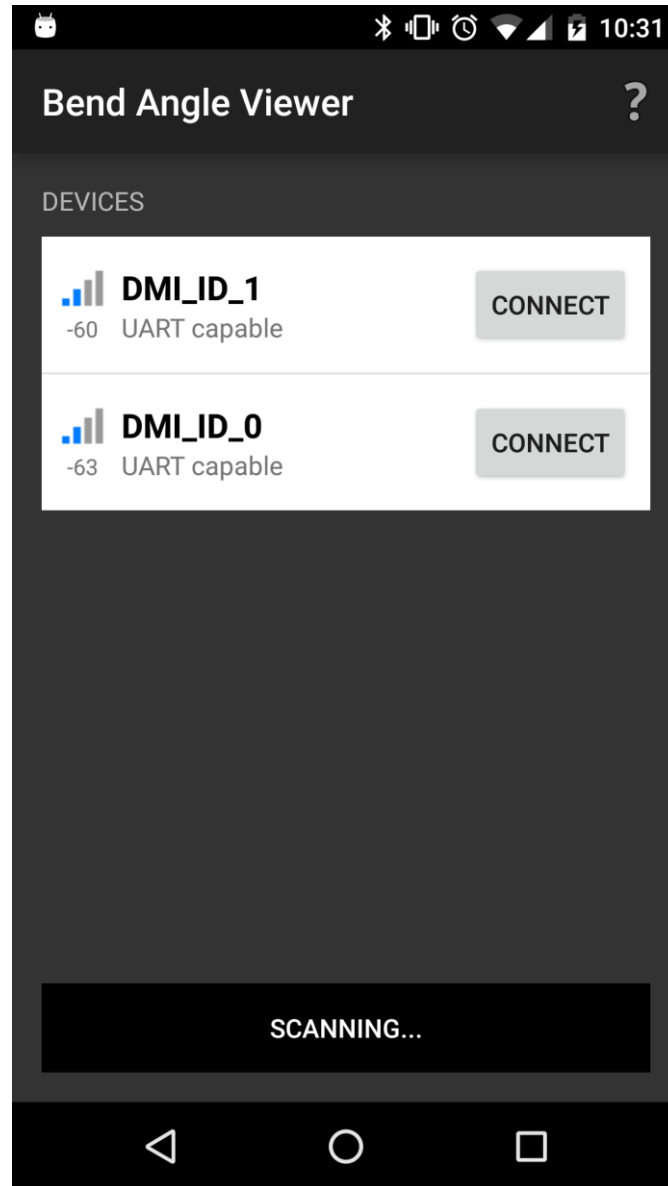 10:31
Bend Angle Viewer
?
DEVICES
DMI_ID_1
CONNECT
-60 UART capable
DMI_ID_0
CONNECT
-63 UART capable
SCANNING...